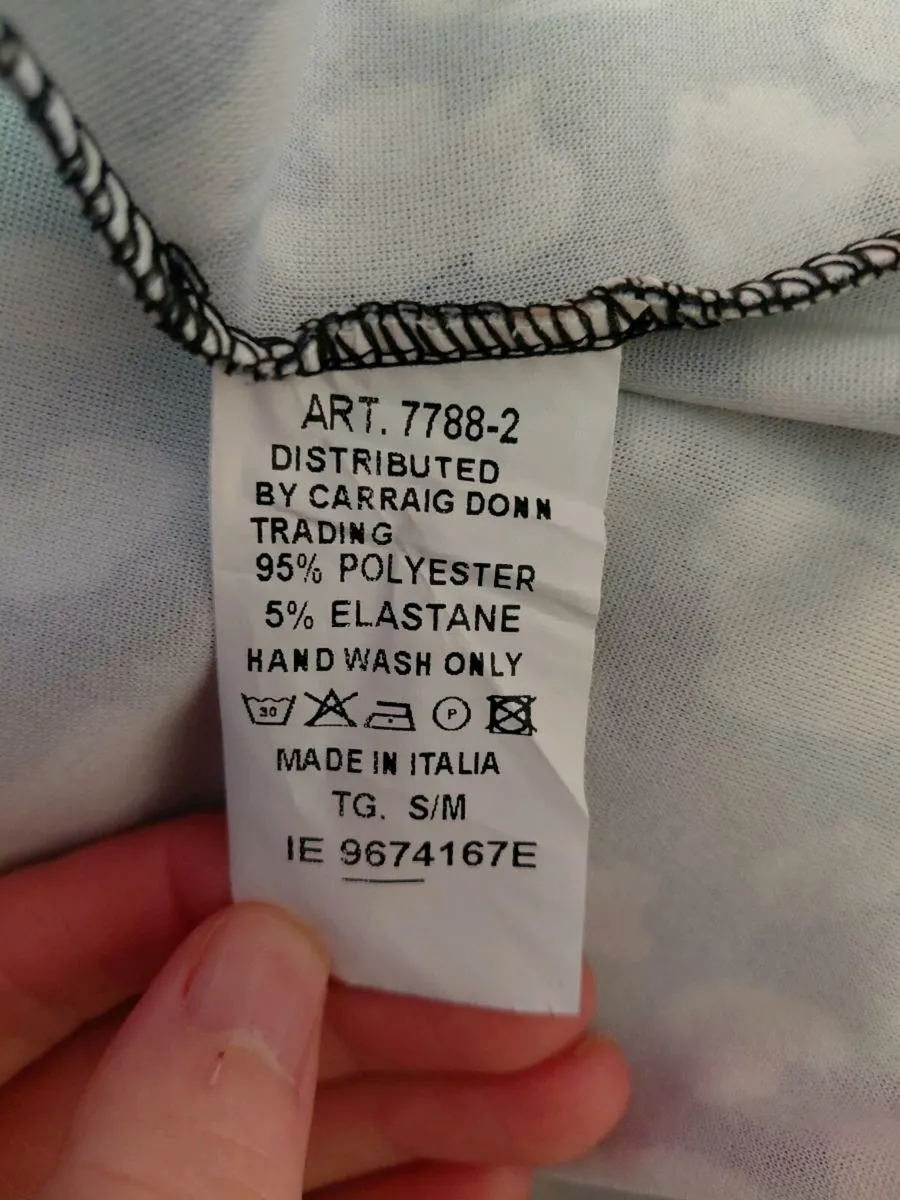 ART. 7788-2
DISTRIBUTED
BY CARRAIG DONN
TRADING
95% POLYESTER
5% ELASTANE
HAND WASH ONLY
30 P
MADE IN ITALIA
TG. S/M
IE 9674167E